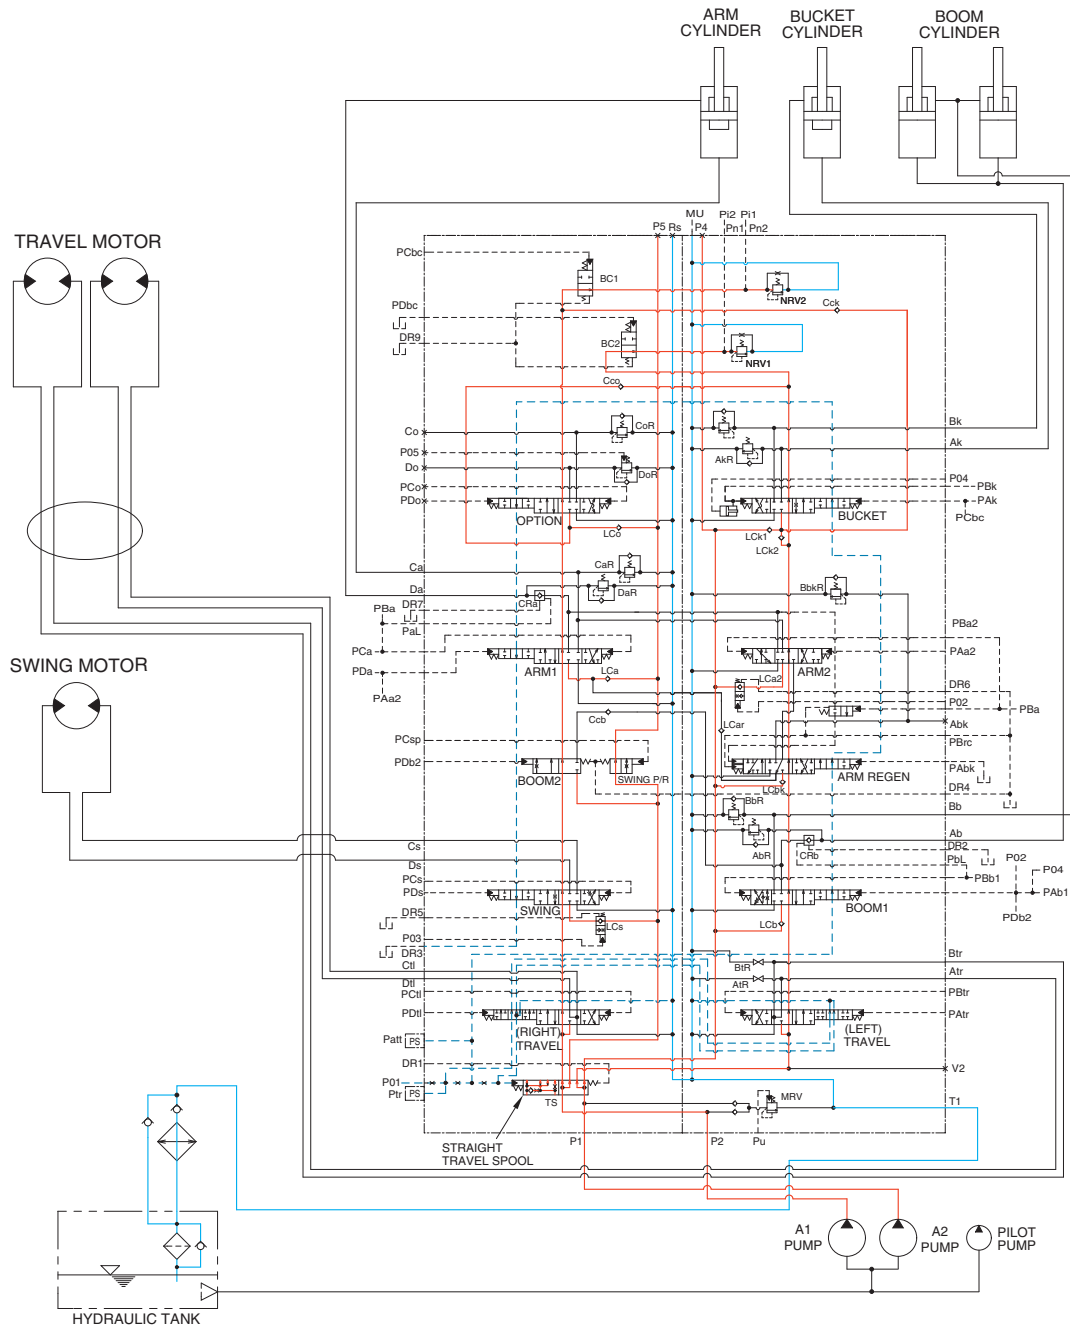 ARM
CYLINDER
BUCKET
CYLINDER
BOOM
CYLINDER
TRAVEL MOTOR
SWING MOTOR
P5 Rs
MU
P4
Pi2 Pi1
Pn1 Pn2
PCbc
BC1
NRV2
Cck
PDbc
DR9
BC2
NRV1
Cco
Co
CoR
Bk
Ak
P05
Do
DoR
AkR
PCo
PDo
OPTION
P04
PBk
PAk
PCbc
BUCKET
LCo
LCk1
LCk2
Ca
CaR
Da
DaR
BbkR
PBa
DR7
CRa
PaL
PBa2
PCa
PAa2
PDa
ARM1
ARM2
PAa2
LCa
LCa2
DR6
P02
PBa
Ccb
LCar
Abk
PCsp
PBrc
PDb2
BOOM2
SWING P/R
ARM REGEN
PAbk
LCbk
DR4
BbR
Bb
AbR
Ab
CRb
DR2
Cs
Ds
PbL
P02
P04
PCs
PBb1
PDs
PAb1
SWING
BOOM1
PDb2
DR5
LCs
LCb
P03
DR3
Btr
Ctl
BtR
Atr
Dtl
AtR
PCtl
PBtr
PDtl
PAtr
(RIGHT)
TRAVEL
(LEFT)
TRAVEL
Patt PS
DR1
V2
P01
Ptr PS
TS
MRV
T1
STRAIGHT
TRAVEL SPOOL
P1
P2
Pu
A1
PUMP
A2
PUMP
PILOT
PUMP
HYDRAULIC TANK